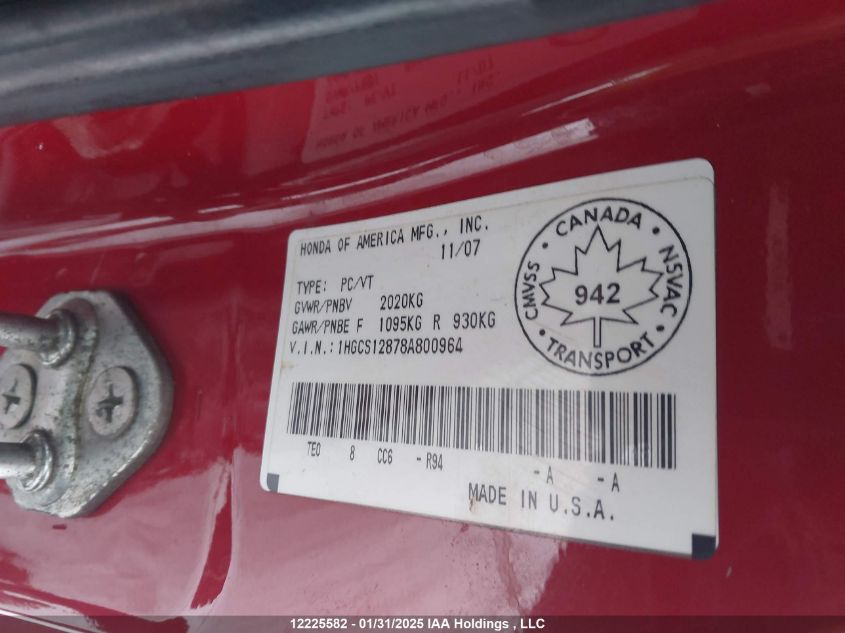 HONDA OF AMERICA MFG., INC.
11/07
TYPE: PC/VT
GVWR/PNBV 2020KG
GAWR/PNBE F 1095KG R 930KG
V.I.N.:1HGCS12878A800964
CANADA
CMVSS • • NSVAC
942
• TRANSPORT •
TE0 8 CC6 - R94 - A - A
MADE IN U.S.A.
12225582 - 01/31/2025 IAA Holdings , LLC